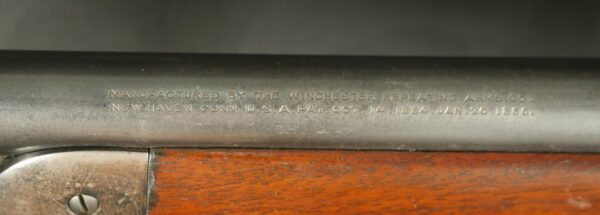 MANUFACTURED BY THE WINCHESTER REPEATING ARMS CO.
NEW HAVEN. CONN. U.S.A. PAT. OCT. 14. 1884. JAN. 26. 1886.